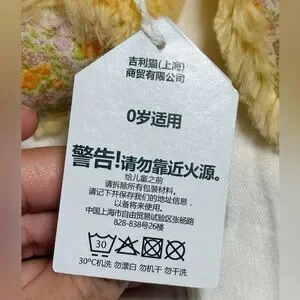 吉利猫(上海)
商贸有限公司
0岁适用
警告!请勿靠近火源。
给儿童之前
请拆除所有包装材料。
请记下并保存我们的地址信息，
以备将来使用。
中国上海市自由贸易试验区张杨路
828-838号26楼
30
30°C机洗 勿漂白 勿机干 勿干洗